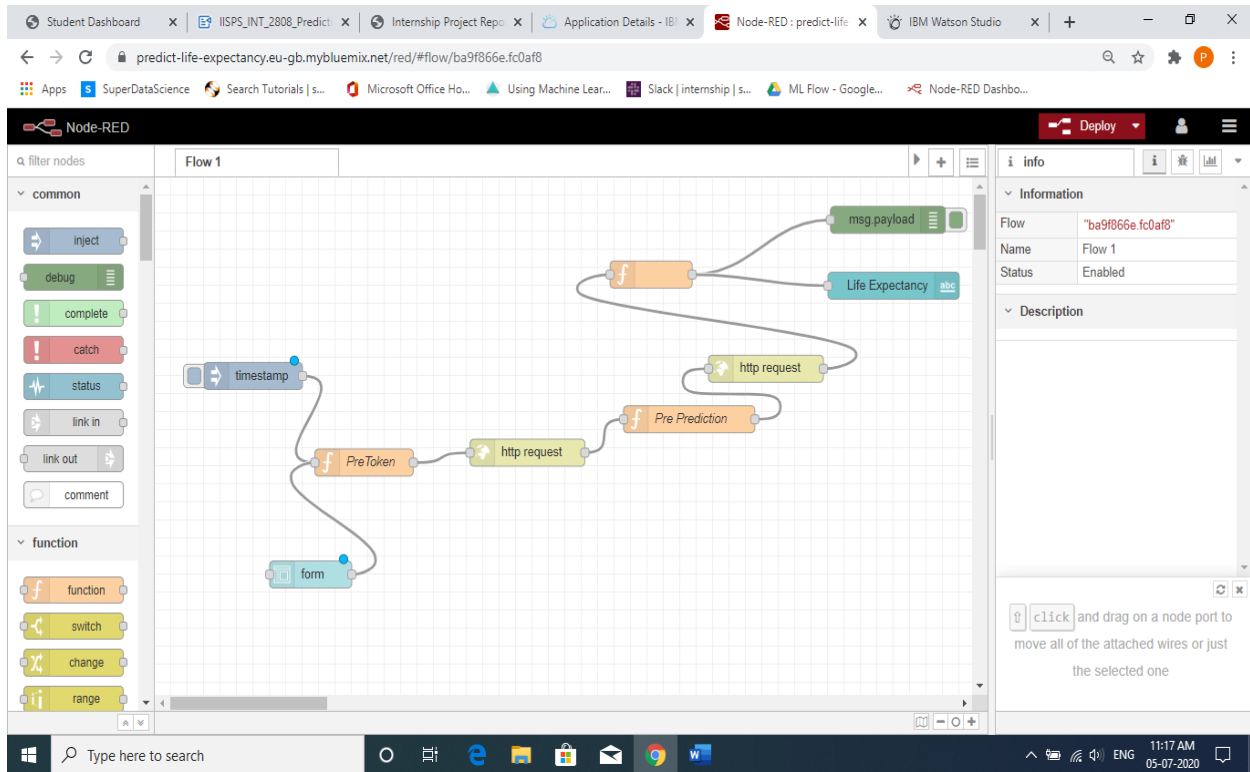 Student Dashboard
IISPS_INT_2808_Predicti
Internship Project Repo
Application Details - IBI
Node-RED : predict-life
IBM Watson Studio
predict-life-expectancy.eu-gb.mybluemix.net/red/#flow/ba9f866e.fc0af8
P
Apps
S SuperDataScience
Search Tutorials | s...
Microsoft Office Ho...
Using Machine Lear...
Slack | internship | s...
ML Flow - Google...
Node-RED Dashbo...
Node-RED
Deploy
filter nodes
Flow 1
i info
i
common
inject
debug
complete
catch
status
link in
link out
comment
function
function
switch
change
range
timestamp
form
f PreToken
http request
f Pre Prediction
http request
f
msg.payload
Life Expectancy abc
Information
Flow "ba9f866e.fc0af8"
Name Flow 1
Status Enabled
Description
click and drag on a node port to
move all of the attached wires or just
the selected one
Type here to search
ENG
11:17 AM
05-07-2020